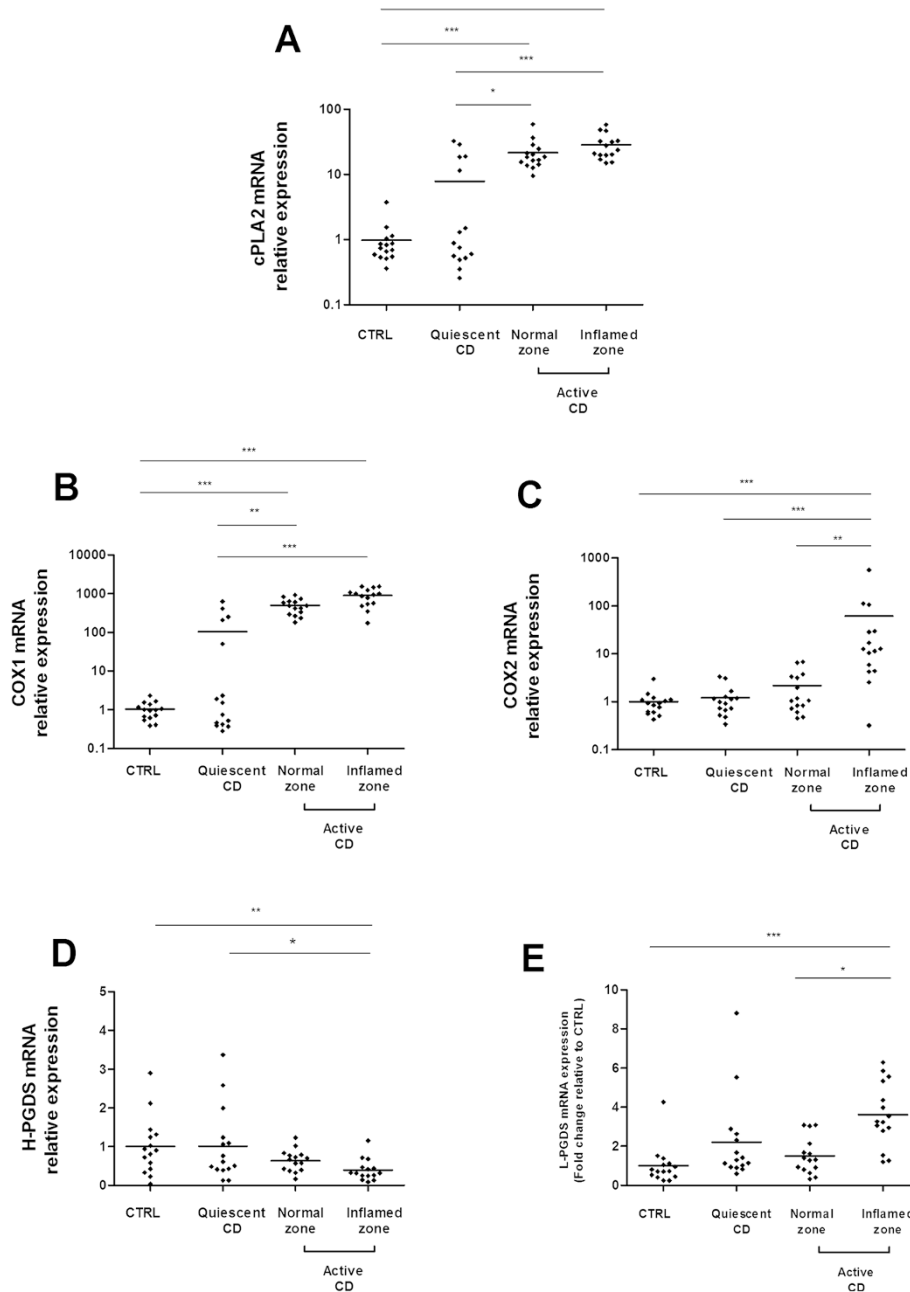 A
***
***
*
100
10
1
0.1
cPLA2 mRNA
relative expression
CTRL
Quiescent
CD
Normal
zone
Inflamed
zone
Active
CD
B
***
***
**
***
10000
1000
100
10
1
0.1
COX1 mRNA
relative expression
CTRL
Quiescent
CD
Normal
zone
Inflamed
zone
Active
CD
C
***
***
**
1000
100
10
1
0.1
COX2 mRNA
relative expression
CTRL
Quiescent
CD
Normal
zone
Inflamed
zone
Active
CD
D
**
*
5
4
3
2
1
0
H-PGDS mRNA
relative expression
CTRL
Quiescent
CD
Normal
zone
Inflamed
zone
Active
CD
E
***
*
10
8
6
4
2
0
L-PGDS mRNA expression
(Fold change relative to CTRL)
CTRL
Quiescent
CD
Normal
zone
Inflamed
zone
Active
CD